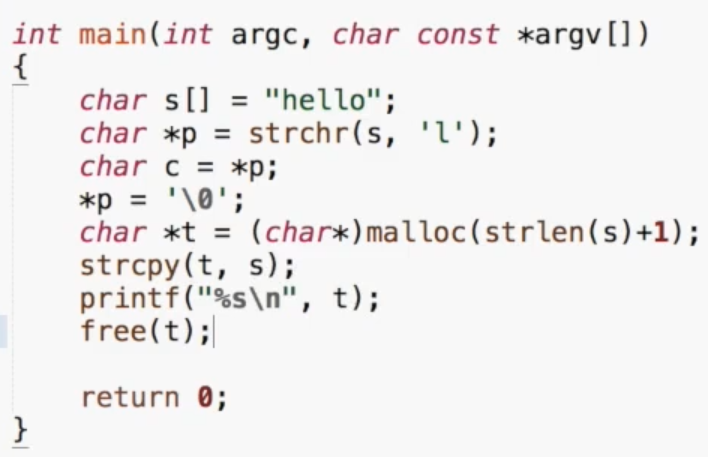 int main(int argc, char const *argv[])
{
    char s[] = "hello";
    char *p = strchr(s, 'l');
    char c = *p;
    *p = '\0';
    char *t = (char*)malloc(strlen(s)+1);
    strcpy(t, s);
    printf("%s\n", t);
    free(t);

    return 0;
}